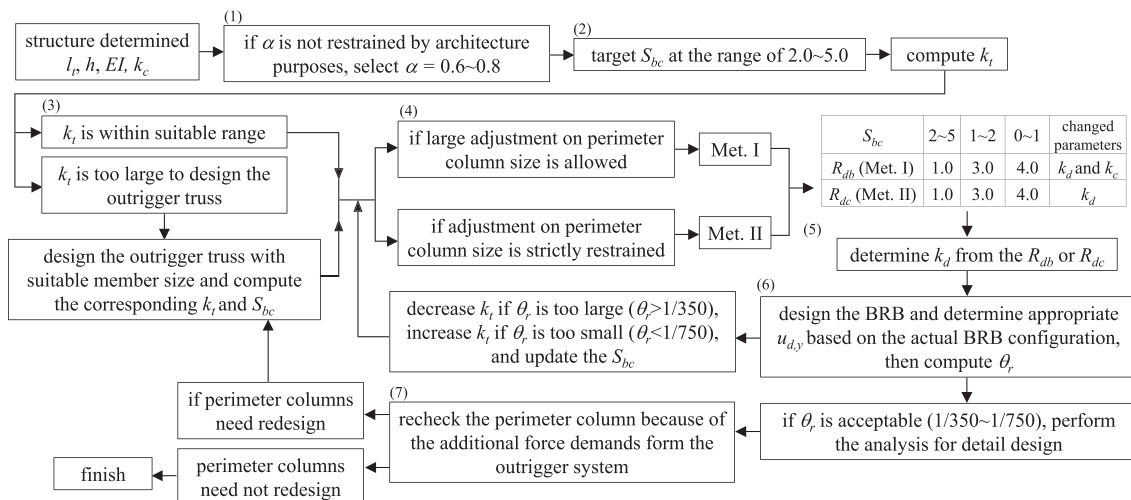 (1)
structure determined
l_t, h, EI, k_c
if α is not restrained by architecture
purposes, select α = 0.6~0.8
(2)
target S_bc at the range of 2.0~5.0
compute k_t
(3)
k_t is within suitable range
k_t is too large to design the
outrigger truss
design the outrigger truss with
suitable member size and compute
the corresponding k_t and S_bc
(4)
if large adjustment on perimeter
column size is allowed
Met. I
if adjustment on perimeter
column size is strictly restrained
Met. II
S_bc 2~5 1~2 0~1 changed
parameters
R_db (Met. I) 1.0 3.0 4.0 k_d and k_c
R_dc (Met. II) 1.0 3.0 4.0 k_d
(5)
determine k_d from the R_db or R_dc
(6)
design the BRB and determine appropriate
u_d,y based on the actual BRB configuration,
then compute θ_r
decrease k_t if θ_r is too large (θ_r>1/350),
increase k_t if θ_r is too small (θ_r<1/750),
and update the S_bc
if θ_r is acceptable (1/350~1/750), perform
the analysis for detail design
(7)
recheck the perimeter column because of
the additional force demands form the
outrigger system
if perimeter columns
need redesign
perimeter columns
need not redesign
finish